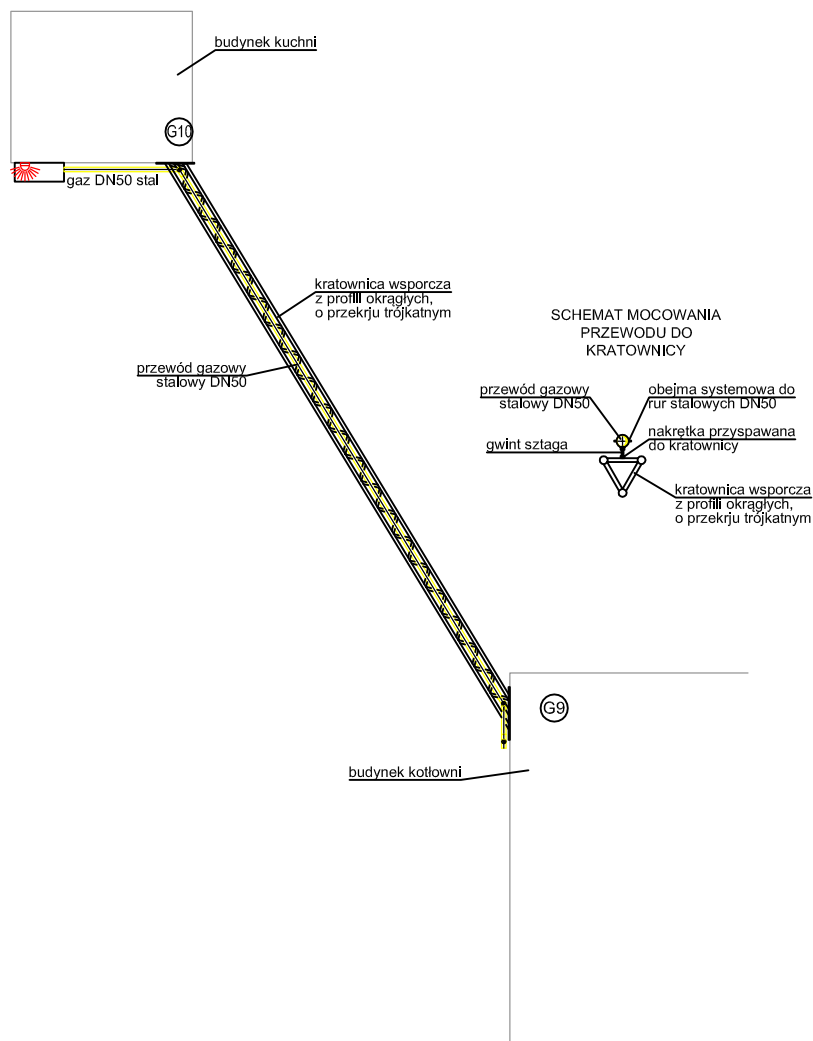 budynek kuchni
G10
gaz DN50 stal
kratownica wsporcza
z profili okrągłych,
o przekrju trójkatnym
przewód gazowy
stalowy DN50
SCHEMAT MOCOWANIA
PRZEWODU DO
KRATOWNICY
przewód gazowy
stalowy DN50
obejma systemowa do
rur stalowych DN50
gwint sztaga
nakrętka przyspawana
do kratownicy
kratownica wsporcza
z profili okrągłych,
o przekrju trójkatnym
G9
budynek kotłowni